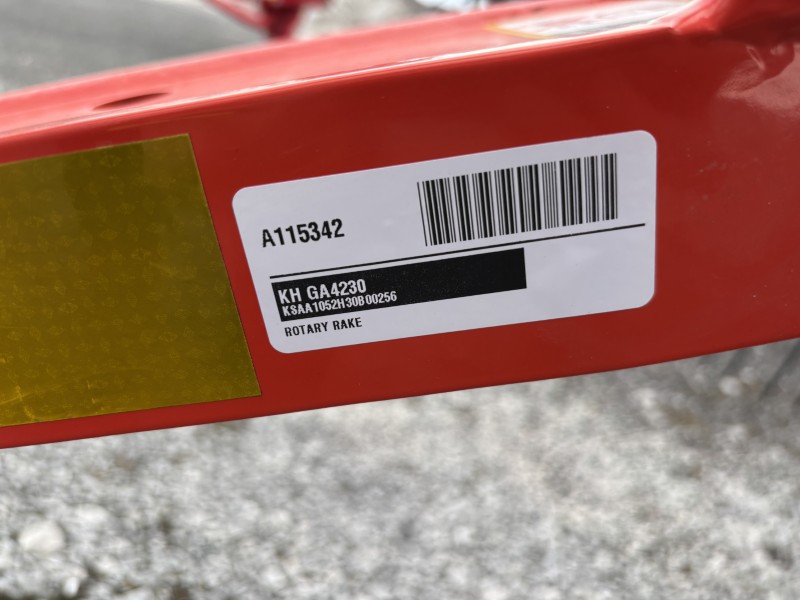 A115342
KH GA4230
KSAA1052H30B00256
ROTARY RAKE